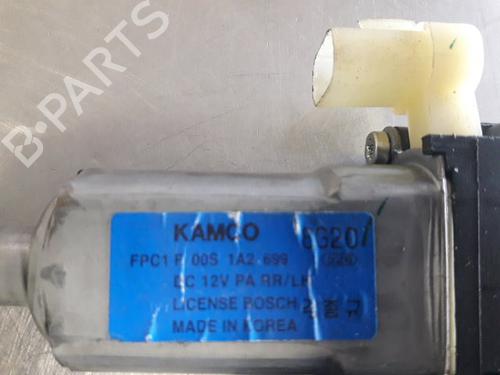 KAMCO 6G20/
FPC1 F 00S 1A2 699
DC 12V PA RR/LH
LICENSE BOSCH
MADE IN KOREA
B-PARTS